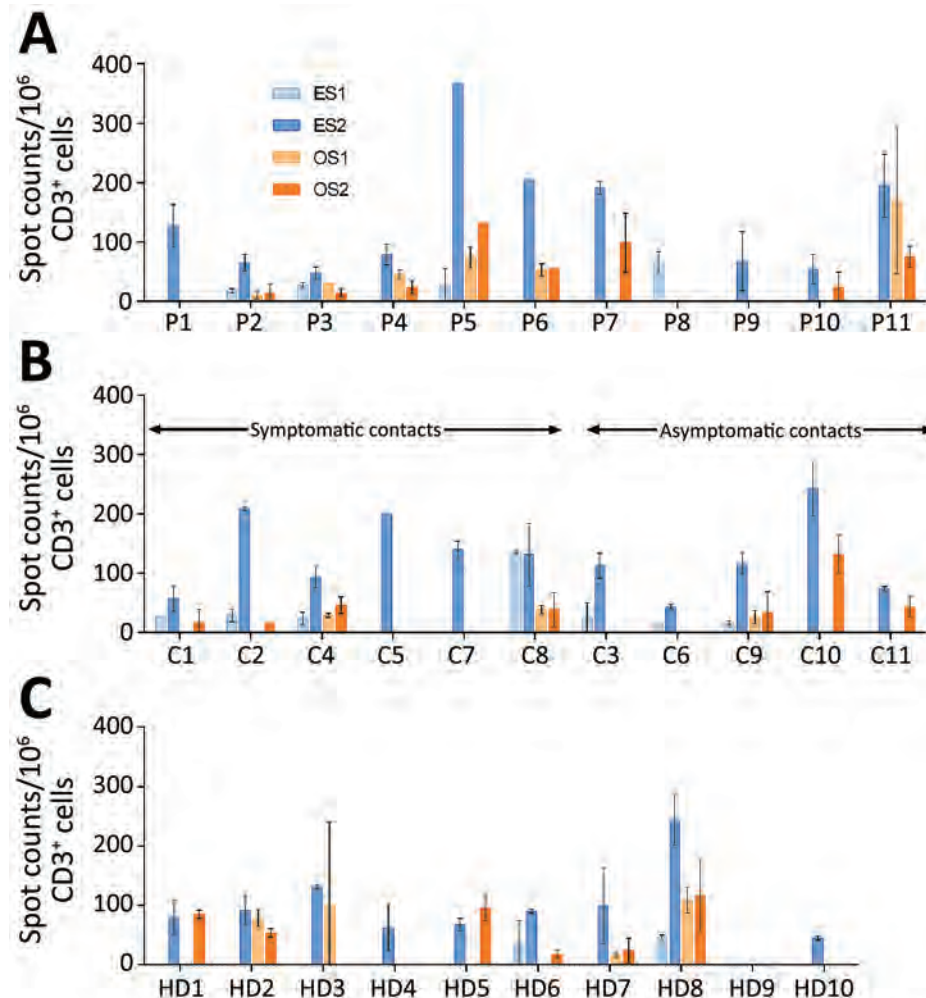 A
Spot counts/10⁶
CD3⁺ cells
400
300
200
100
0
ES1
ES2
OS1
OS2
P1 P2 P3 P4 P5 P6 P7 P8 P9 P10 P11
B
Spot counts/10⁶
CD3⁺ cells
400
300
200
100
0
Symptomatic contacts Asymptomatic contacts
C1 C2 C4 C5 C7 C8 C3 C6 C9 C10 C11
C
Spot counts/10⁶
CD3⁺ cells
400
300
200
100
0
HD1 HD2 HD3 HD4 HD5 HD6 HD7 HD8 HD9 HD10